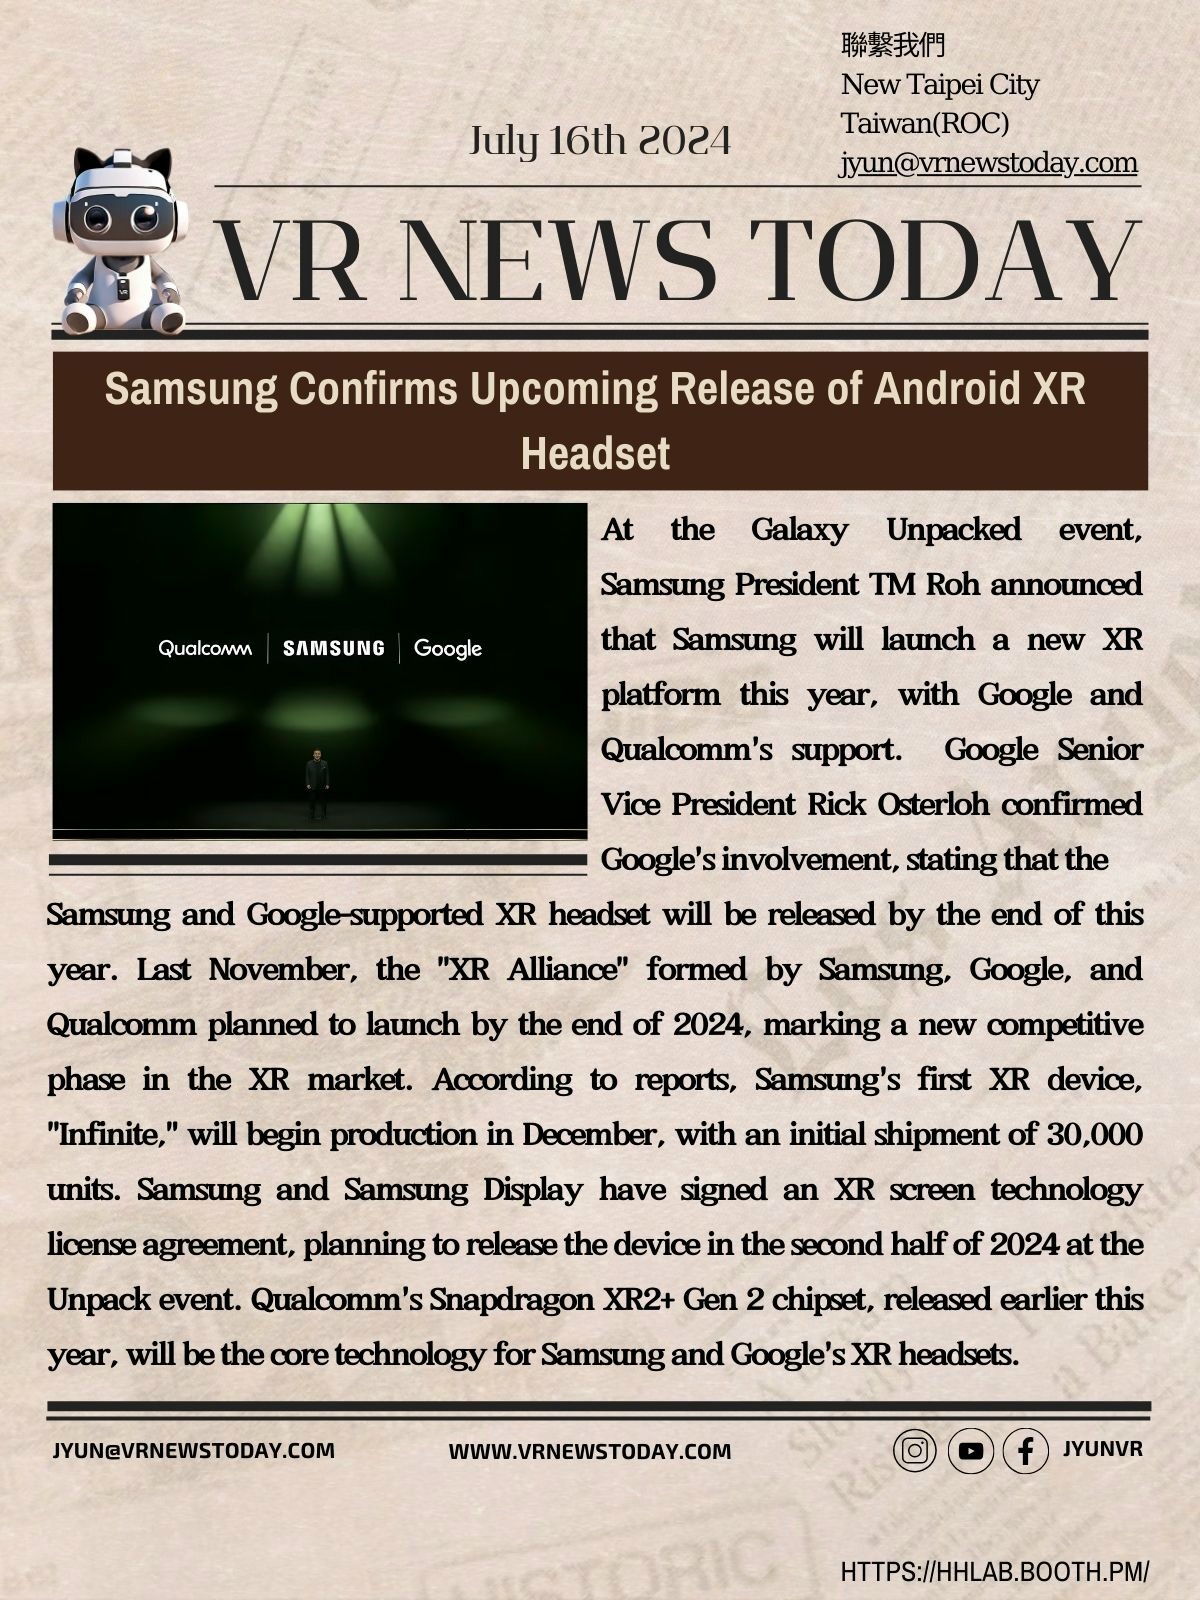 聯繫我們
New Taipei City
Taiwan(ROC)
jyun@vrnewstoday.com
July 16th 2024
VR NEWS TODAY
Samsung Confirms Upcoming Release of Android XR
Headset
Qualcomm | SAMSUNG | Google
At the Galaxy Unpacked event,
Samsung President TM Roh announced
that Samsung will launch a new XR
platform this year, with Google and
Qualcomm's support. Google Senior
Vice President Rick Osterloh confirmed
Google's involvement, stating that the
Samsung and Google-supported XR headset will be released by the end of this
year. Last November, the "XR Alliance" formed by Samsung, Google, and
Qualcomm planned to launch by the end of 2024, marking a new competitive
phase in the XR market. According to reports, Samsung's first XR device,
"Infinite," will begin production in December, with an initial shipment of 30,000
units. Samsung and Samsung Display have signed an XR screen technology
license agreement, planning to release the device in the second half of 2024 at the
Unpack event. Qualcomm's Snapdragon XR2+ Gen 2 chipset, released earlier this
year, will be the core technology for Samsung and Google's XR headsets.
JYUN@VRNEWSTODAY.COM
WWW.VRNEWSTODAY.COM
JYUNVR
HISTORIC
HTTPS://HHLAB.BOOTH.PM/